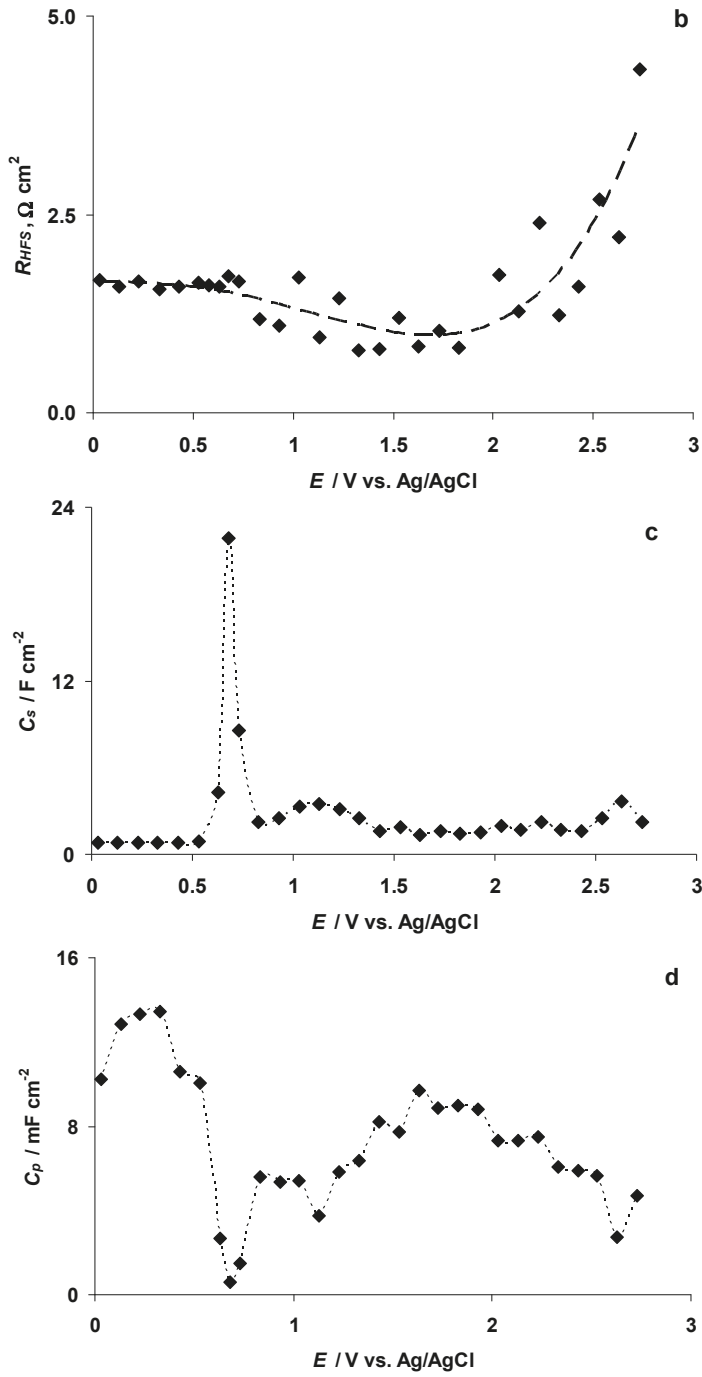 b
5.0
2.5
0.0
R_HFS, Ω cm²
0 0.5 1 1.5 2 2.5 3
E / V vs. Ag/AgCl
c
24
12
0
C_s / F cm⁻²
0 0.5 1 1.5 2 2.5 3
E / V vs. Ag/AgCl
d
16
8
0
C_p / mF cm⁻²
0 1 2 3
E / V vs. Ag/AgCl